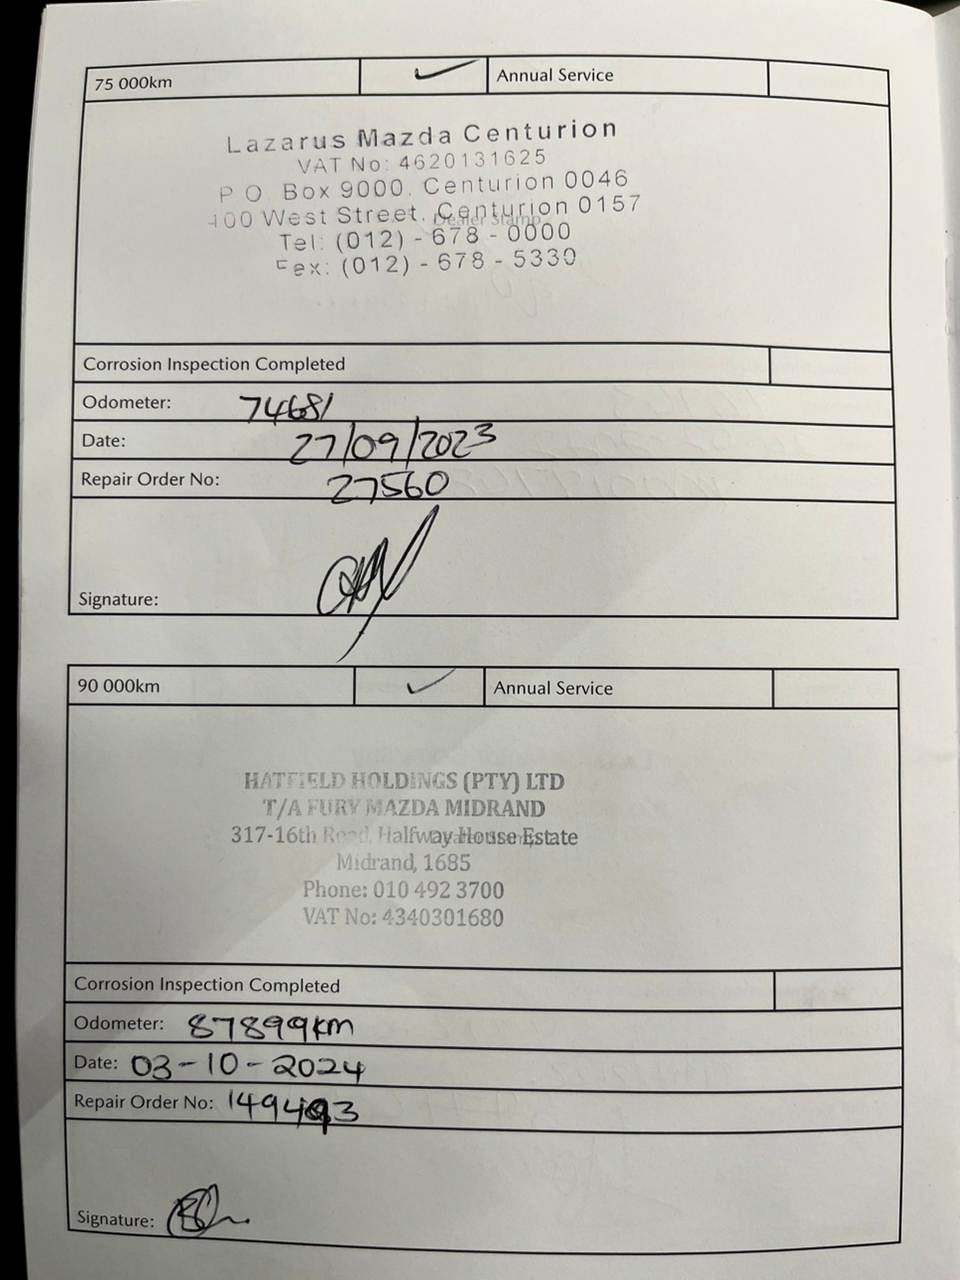 75 000km Annual Service
Lazarus Mazda Centurion
VAT No: 4620131625
P O Box 9000, Centurion 0046
100 West Street, Centurion 0157
Dealer Stamp
Tel: (012) - 678 - 0000
Fex: (012) - 678 - 5330
Corrosion Inspection Completed
Odometer: 74681
Date: 27/09/2023
Repair Order No: 27560
Signature:
90 000km Annual Service
HATFIELD HOLDINGS (PTY) LTD
T/A FURY MAZDA MIDRAND
317-16th Road, Halfway House Estate
Midrand, 1685
Phone: 010 492 3700
VAT No: 4340301680
Corrosion Inspection Completed
Odometer: 87899km
Date: 03-10-2024
Repair Order No:
Signature: